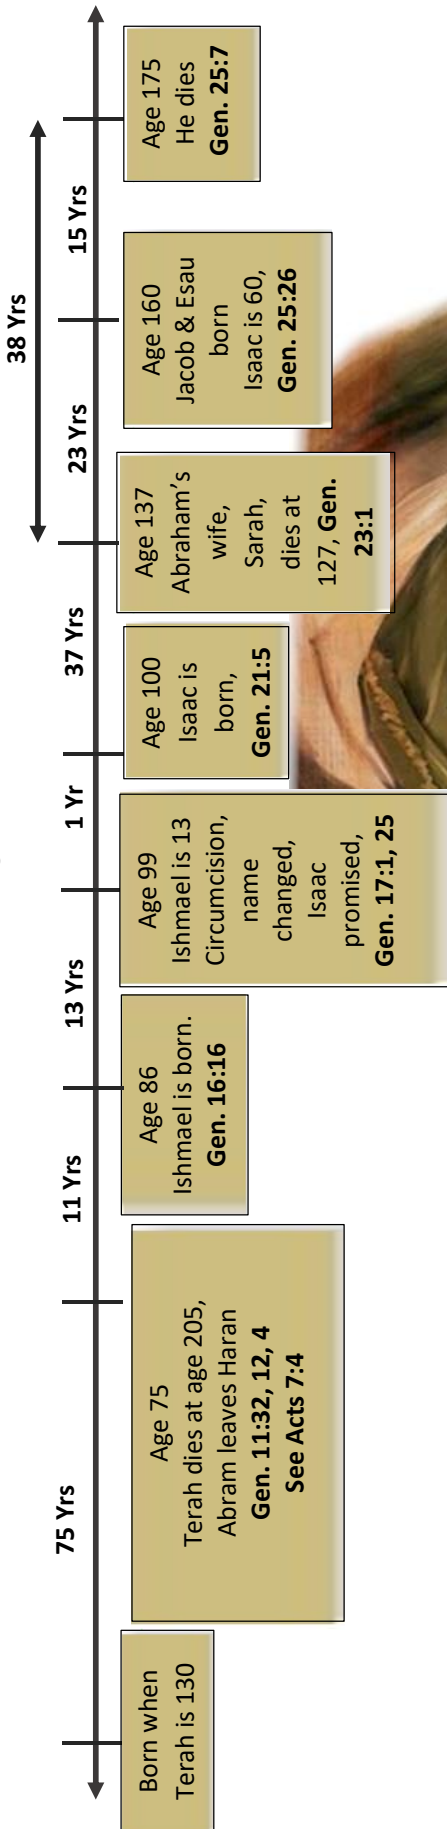 38 Yrs
75 Yrs
11 Yrs
13 Yrs
1 Yr
37 Yrs
23 Yrs
15 Yrs
Born when
Terah is 130
Age 75
Terah dies at age 205,
Abram leaves Haran
Gen. 11:32, 12, 4
See Acts 7:4
Age 86
Ishmael is born.
Gen. 16:16
Age 99
Ishmael is 13
Circumcision,
name
changed,
Isaac
promised,
Gen. 17:1, 25
Age 100
Isaac is
born,
Gen. 21:5
Age 137
Abraham’s
wife,
Sarah,
dies at
127, Gen.
23:1
Age 160
Jacob & Esau
born
Isaac is 60,
Gen. 25:26
Age 175
He dies
Gen. 25:7